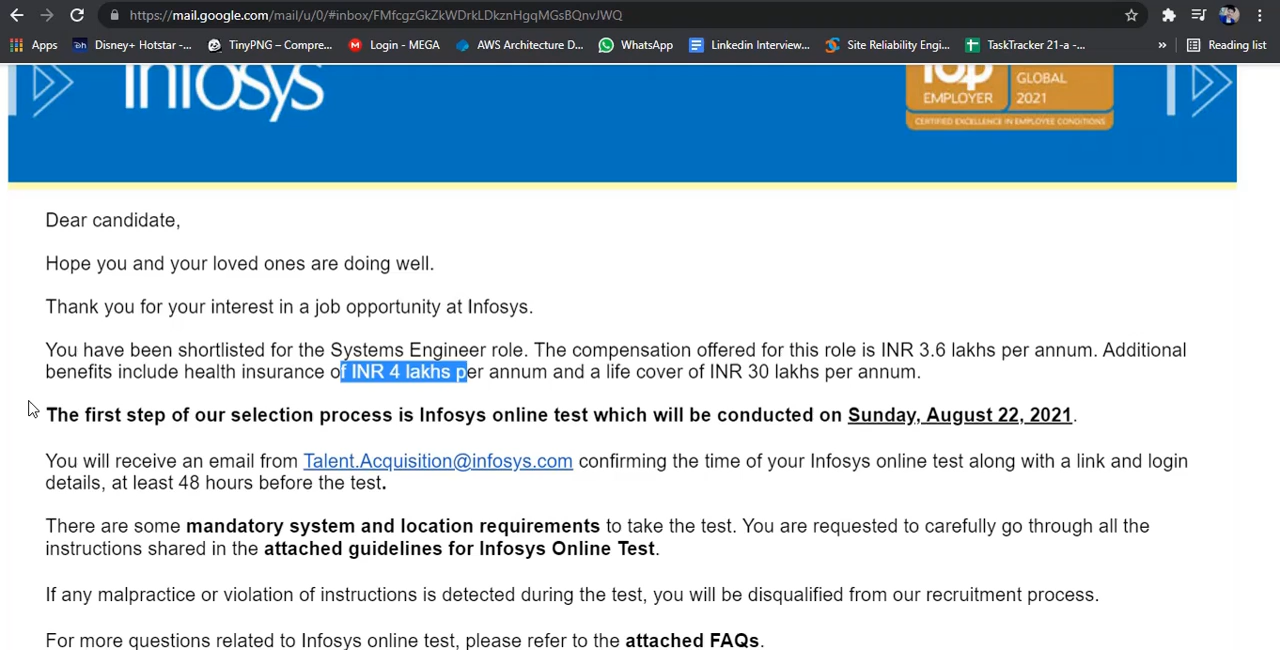 https://mail.google.com/mail/u/0/#inbox/FMfcgzGkZkWDrkLDkznHgqMGsBQnvJWQ
Apps Disney+ Hotstar -... TinyPNG – Compre... Login - MEGA AWS Architecture D... WhatsApp Linkedin Interview... Site Reliability Engi... TaskTracker 21-a -... » Reading list
Infosys
top
EMPLOYER
GLOBAL
2021
CERTIFIED EXCELLENCE IN EMPLOYEE CONDITIONS
Dear candidate,
Hope you and your loved ones are doing well.
Thank you for your interest in a job opportunity at Infosys.
You have been shortlisted for the Systems Engineer role. The compensation offered for this role is INR 3.6 lakhs per annum. Additional
benefits include health insurance of INR 4 lakhs per annum and a life cover of INR 30 lakhs per annum.
The first step of our selection process is Infosys online test which will be conducted on Sunday, August 22, 2021.
You will receive an email from Talent.Acquisition@infosys.com confirming the time of your Infosys online test along with a link and login
details, at least 48 hours before the test.
There are some mandatory system and location requirements to take the test. You are requested to carefully go through all the
instructions shared in the attached guidelines for Infosys Online Test.
If any malpractice or violation of instructions is detected during the test, you will be disqualified from our recruitment process.
For more questions related to Infosys online test, please refer to the attached FAQs.